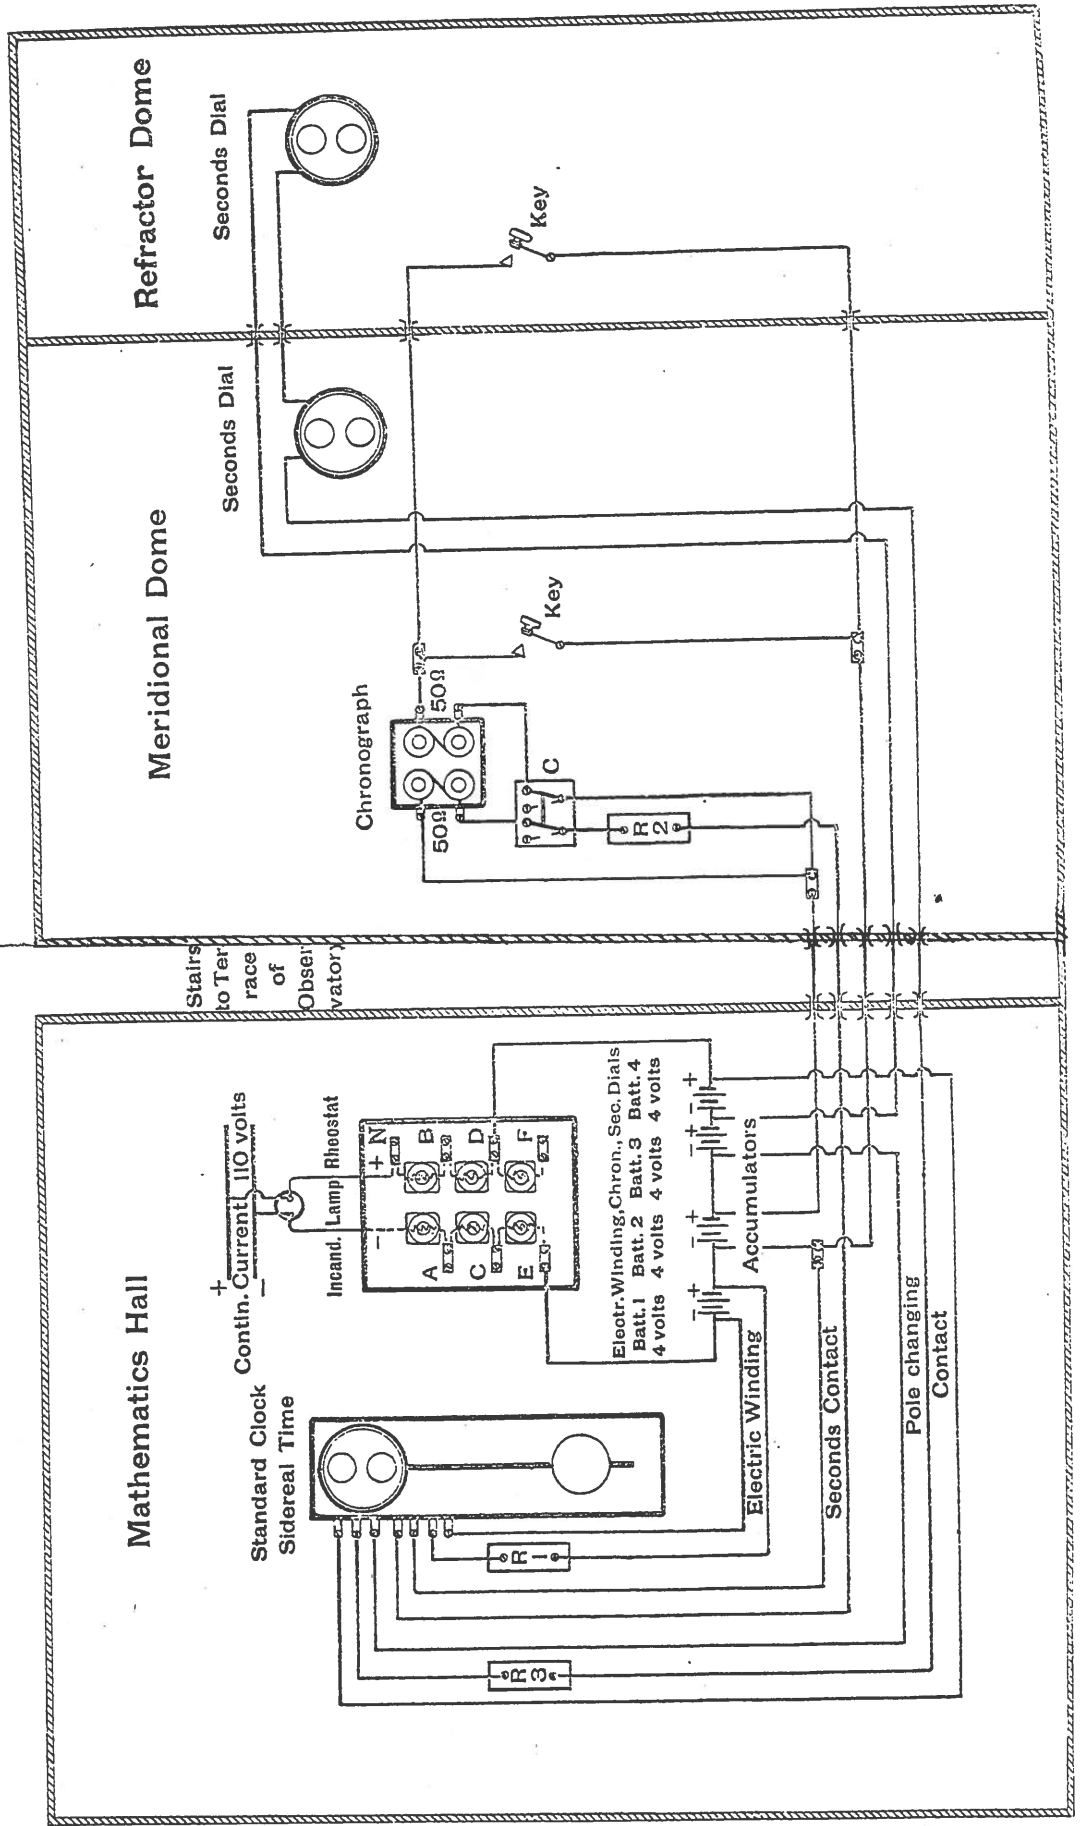 Mathematics Hall
Meridional Dome
Refractor Dome
Standard Clock
Sidereal Time
+
Contin. Current 110 volts
−
Incand. Lamp Rheostat
− + N
A B
C D
E F
Electr. Winding, Chron., Sec. Dials
Batt. 1 Batt. 2 Batt. 3 Batt. 4
4 volts 4 volts 4 volts 4 volts
− + − + − + +
Accumulators
R 1
R 3
Electric Winding
Seconds Contact
Pole changing
Contact
Stairs
to Ter
race
of
Obser
vatory
Chronograph
50Ω 50Ω
C
R 2
Key
Seconds Dial
Seconds Dial
Key